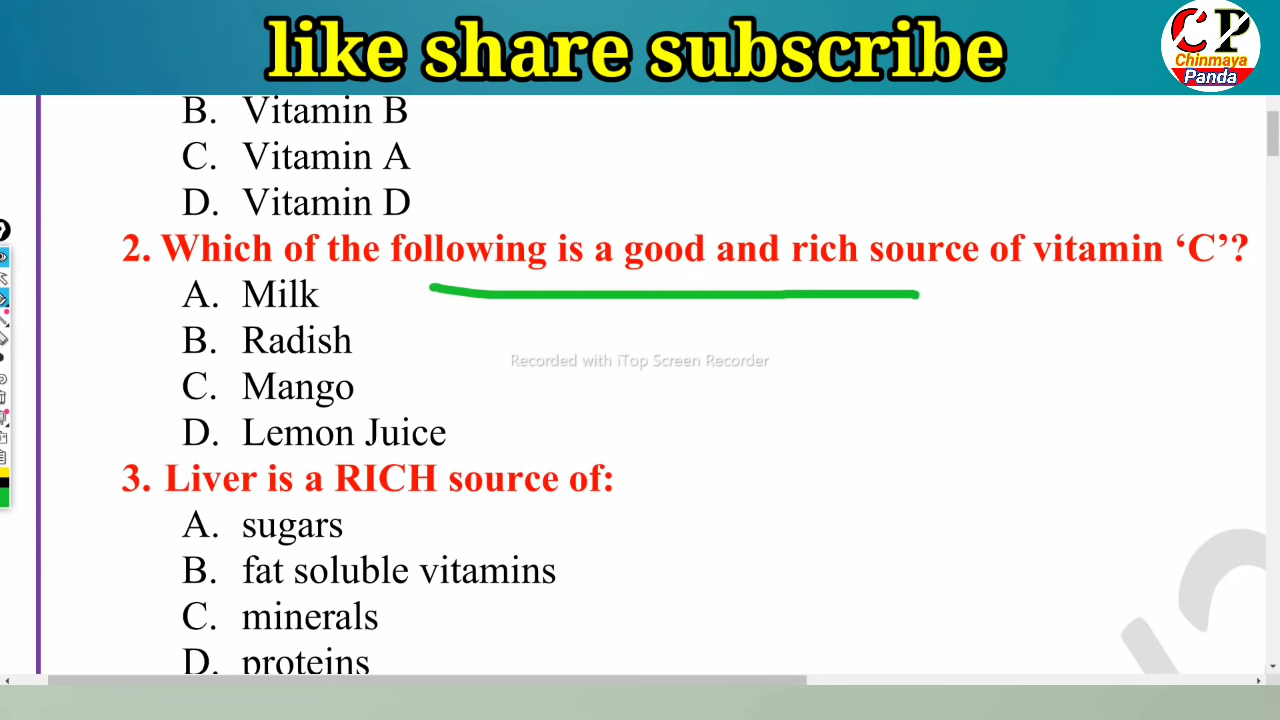 like share subscribe
CP
Chinmaya
Panda
B. Vitamin B
C. Vitamin A
D. Vitamin D
2. Which of the following is a good and rich source of vitamin ‘C’?
A. Milk
B. Radish
Recorded with iTop Screen Recorder
C. Mango
D. Lemon Juice
3. Liver is a RICH source of:
A. sugars
B. fat soluble vitamins
C. minerals
D. proteins